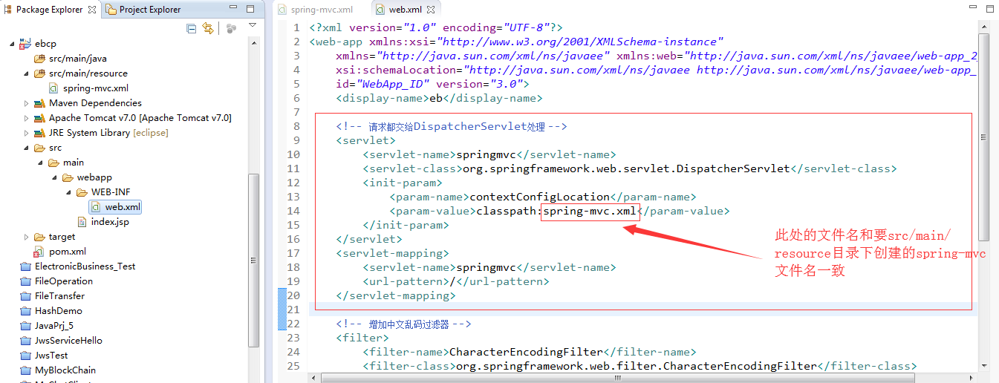 Package Explorer
Project Explorer
ebcp
src/main/java
src/main/resource
spring-mvc.xml
Maven Dependencies
Apache Tomcat v7.0 [Apache Tomcat v7.0]
JRE System Library [eclipse]
src
main
webapp
WEB-INF
web.xml
index.jsp
target
pom.xml
ElectronicBusiness_Test
FileOperation
FileTransfer
HashDemo
JavaPrj_5
JwsServiceHello
JwsTest
MyBlockChain
spring-mvc.xml
web.xml
1 <?xml version="1.0" encoding="UTF-8"?>
2 <web-app xmlns:xsi="http://www.w3.org/2001/XMLSchema-instance"
3 xmlns="http://java.sun.com/xml/ns/javaee" xmlns:web="http://java.sun.com/xml/ns/javaee/web-app_2
4 xsi:schemaLocation="http://java.sun.com/xml/ns/javaee http://java.sun.com/xml/ns/javaee/web-app_
5 id="WebApp_ID" version="3.0">
6 <display-name>eb</display-name>
7
8 <!-- 请求都交给DispatcherServlet处理 -->
9 <servlet>
10 <servlet-name>springmvc</servlet-name>
11 <servlet-class>org.springframework.web.servlet.DispatcherServlet</servlet-class>
12 <init-param>
13 <param-name>contextConfigLocation</param-name>
14 <param-value>classpath:spring-mvc.xml</param-value>
15 </init-param>
16 </servlet>
17 <servlet-mapping>
18 <servlet-name>springmvc</servlet-name>
19 <url-pattern>/</url-pattern>
20 </servlet-mapping>
21
22 <!-- 增加中文乱码过滤器 -->
23 <filter>
24 <filter-name>CharacterEncodingFilter</filter-name>
25 <filter-class>org.springframework.web.filter.CharacterEncodingFilter</filter-class>
此处的文件名和要src/main/
resource目录下创建的spring-mvc
文件名一致